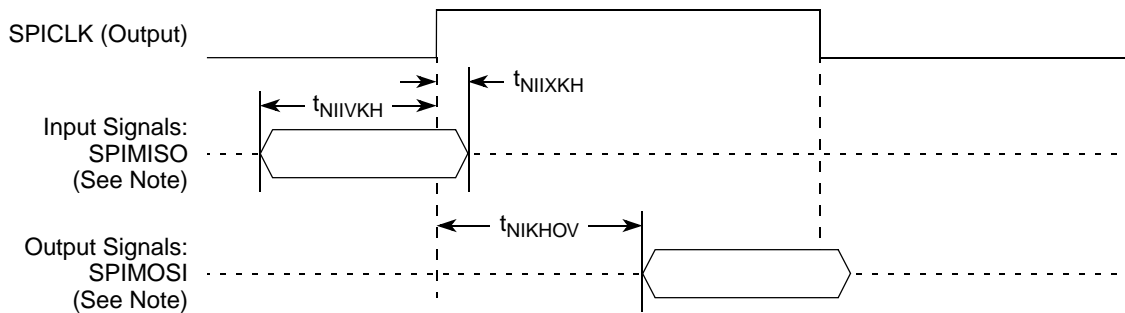 SPICLK (Output)
tNIIXKH
tNIIVKH
Input Signals:
SPIMISO
(See Note)
tNIKHOV
Output Signals:
SPIMOSI
(See Note)